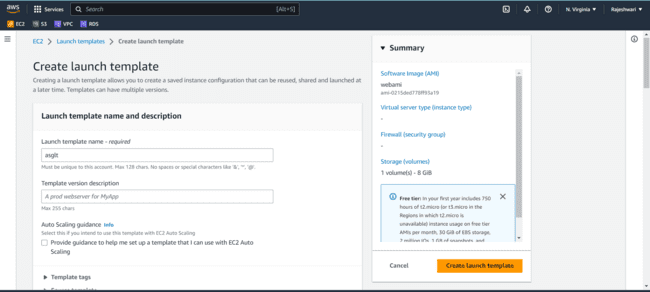 aws
Services
Search
[Alt+S]
N. Virginia
Rajeshwari
EC2
S3
VPC
RDS
EC2
Launch templates
Create launch template
Create launch template
Creating a launch template allows you to create a saved instance configuration that can be reused, shared and launched
at a later time. Templates can have multiple versions.
Launch template name and description
Launch template name - required
asglt
Must be unique to this account. Max 128 chars. No spaces or special characters like '&', '*', '@'.
Template version description
A prod webserver for MyApp
Max 255 chars
Auto Scaling guidance Info
Select this if you intend to use this template with EC2 Auto Scaling
Provide guidance to help me set up a template that I can use with EC2 Auto
Scaling
Template tags
Summary
Software Image (AMI)
webami
Virtual server type (instance type)
-
Firewall (security group)
-
Storage (volumes)
1 volume(s) - 8 GiB
Free tier: In your first year includes 750
hours of t2.micro (or t3.micro in the
Regions in which t2.micro is
unavailable) instance usage on free tier
AMIs per month, 30 GiB of EBS storage,
2 million IOs, 1 GB of snapshots, and
Cancel
Create launch template